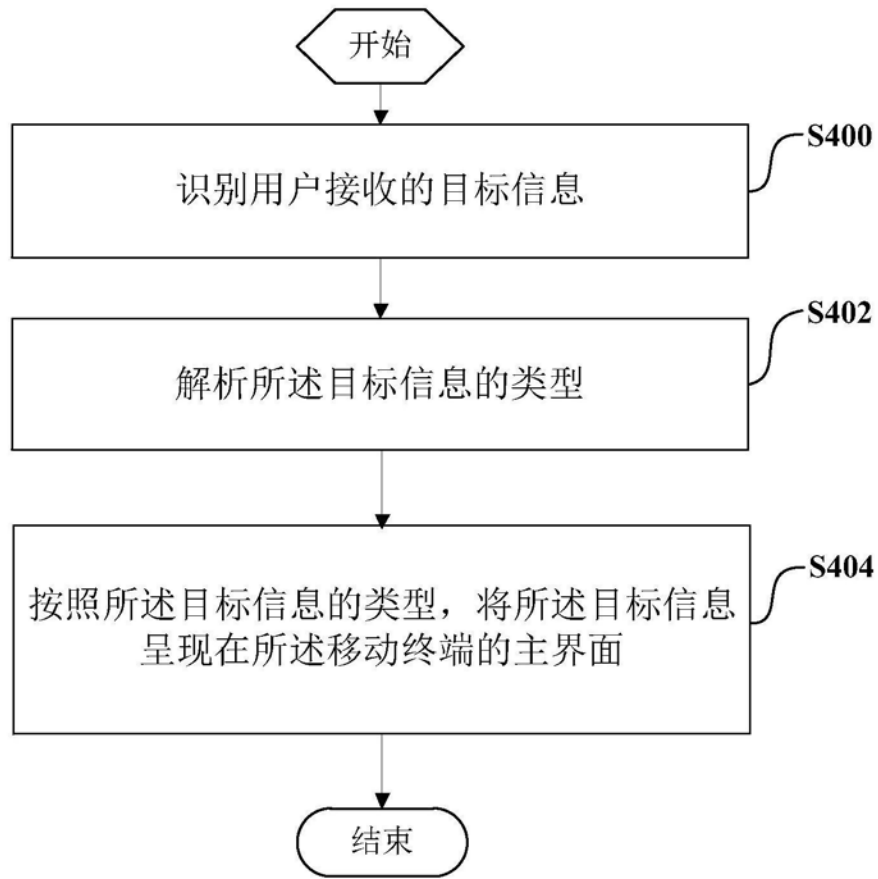 开始
S400
识别用户接收的目标信息
S402
解析所述目标信息的类型
S404
按照所述目标信息的类型，将所述目标信息
呈现在所述移动终端的主界面
结束